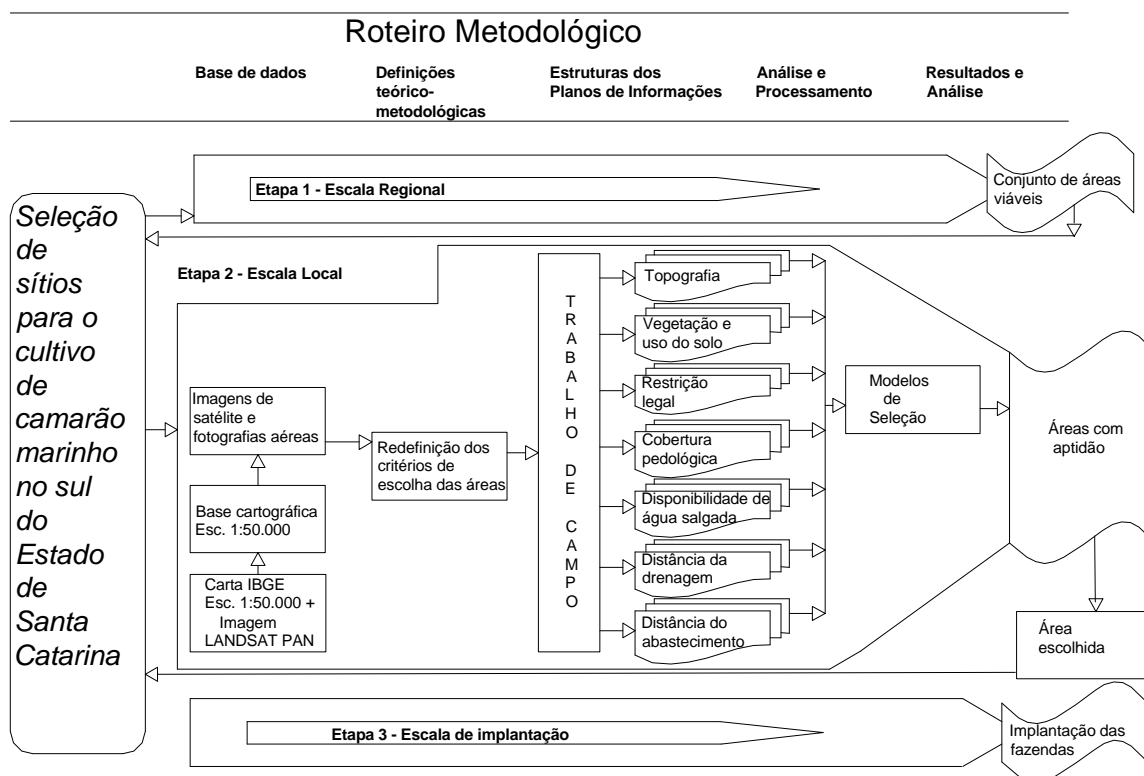 Roteiro Metodológico
Base de dados
Definições
teórico-
metodológicas
Estruturas dos
Planos de Informações
Análise e
Processamento
Resultados e
Análise
Seleção
de
sítios
para o
cultivo
de
camarão
marinho
no sul
do
Estado
de
Santa
Catarina
Etapa 1 - Escala Regional
Conjunto de áreas
viáveis
Etapa 2 - Escala Local
Imagens de
satélite e
fotografias aéreas
Base cartográfica
Esc. 1:50.000
Carta IBGE
Esc. 1:50.000 +
Imagem
LANDSAT PAN
Redefinição dos
critérios de
escolha das áreas
T
R
A
B
A
L
H
O
D
E
C
A
M
P
O
Topografia
Vegetação e
uso do solo
Restrição
legal
Cobertura
pedológica
Disponibilidade de
água salgada
Distância da
drenagem
Distância do
abastecimento
Modelos
de
Seleção
Áreas com
aptidão
Área
escolhida
Etapa 3 - Escala de implantação
Implantação das
fazendas